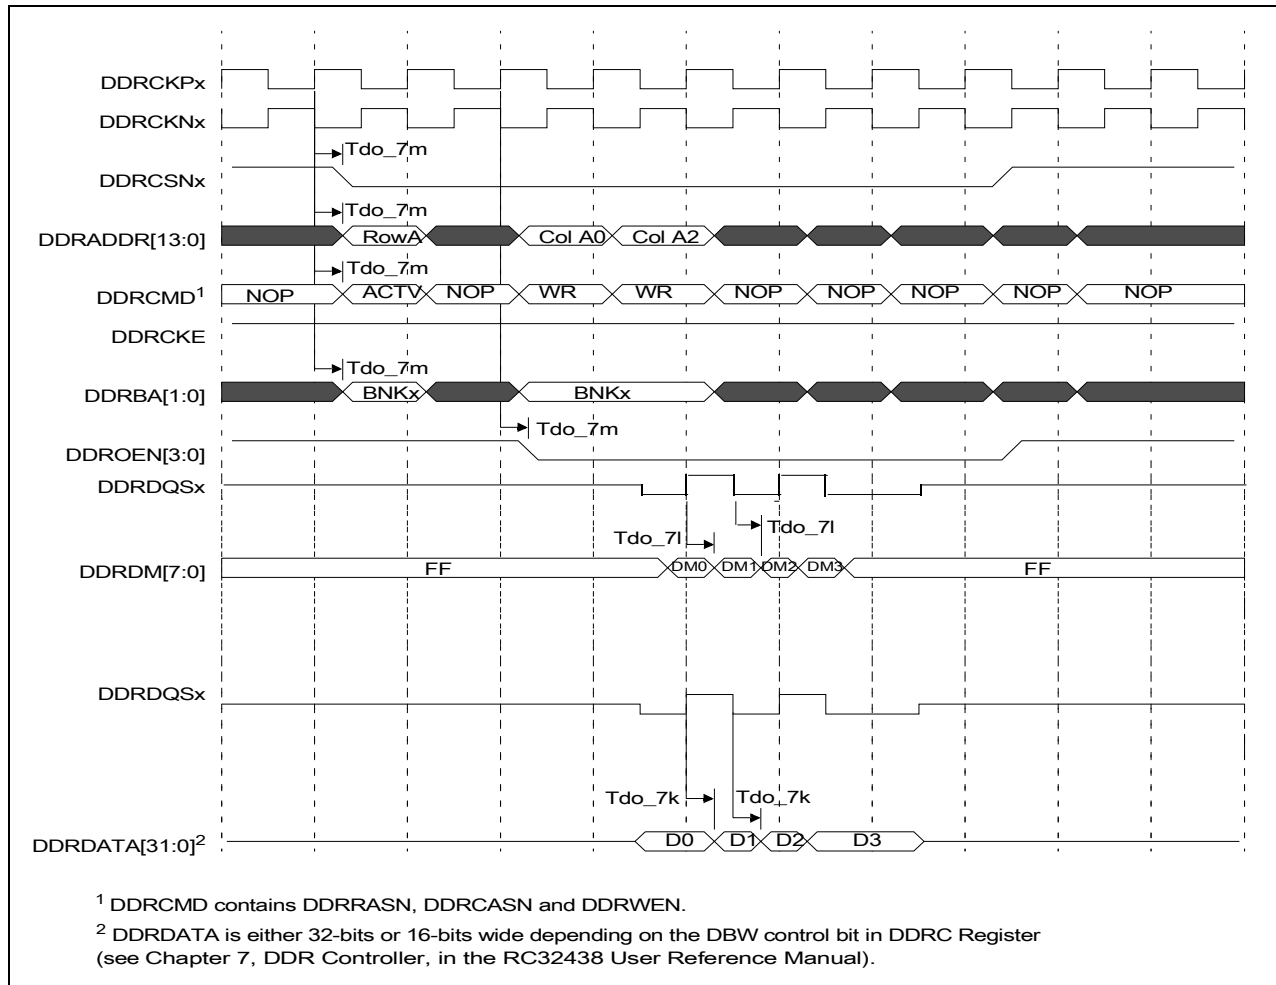 DDRCKPx
DDRCKNx
Tdo_7m
DDRCSNx
Tdo_7m
DDRADDR[13:0] RowA Col A0 Col A2
Tdo_7m
DDRCMD1 NOP ACTV NOP WR WR NOP NOP NOP NOP NOP
DDRCKE
Tdo_7m
DDRBA[1:0] BNKx BNKx
Tdo_7m
DDROEN[3:0]
DDRDQSx
Tdo_7l Tdo_7l
DDRDM[7:0] FF DM0 DM1 DM2 DM3 FF
DDRDQSx
Tdo_7k Tdo_7k
DDRDATA[31:0]2 D0 D1 D2 D3
1 DDRCMD contains DDRRASN, DDRCASN and DDRWEN.
2 DDRDATA is either 32-bits or 16-bits wide depending on the DBW control bit in DDRC Register
(see Chapter 7, DDR Controller, in the RC32438 User Reference Manual).